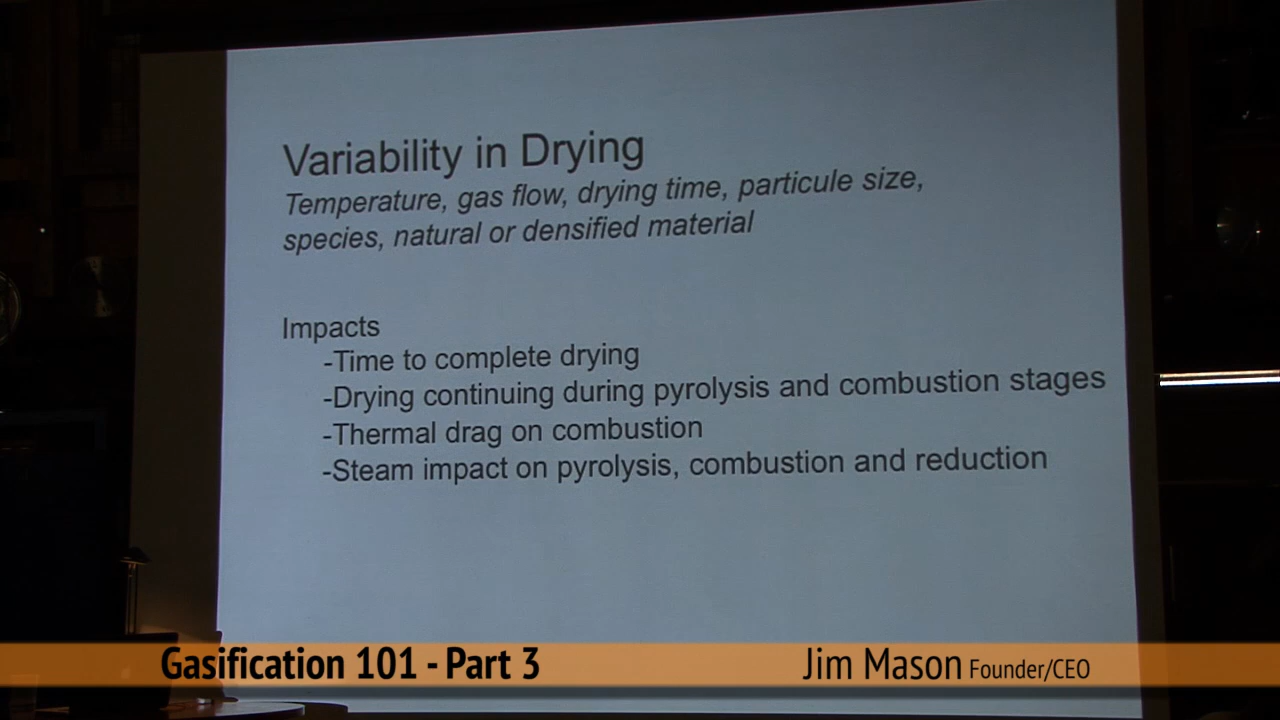 Variability in Drying
Temperature, gas flow, drying time, particule size,
species, natural or densified material
Impacts
-Time to complete drying
-Drying continuing during pyrolysis and combustion stages
-Thermal drag on combustion
-Steam impact on pyrolysis, combustion and reduction
Gasification 101 - Part 3
Jim Mason Founder/CEO